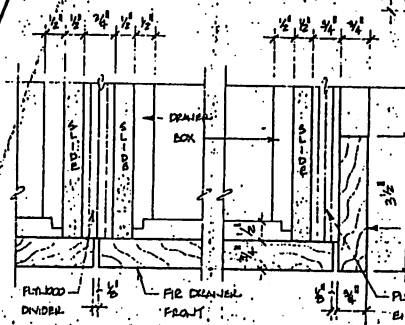 1/2" 1/2" 3/4" 1/2" 1/2"
1/2" 1/2" 3/4" 3/4"
SLIDE
SLIDE
DRAWER
BOX
SLIDE
3 1/2"
1/2"
3/4"
PLYWOOD
DIVIDER
1/8"
FIR DRAWER
FRONT
1/8" 3/4"